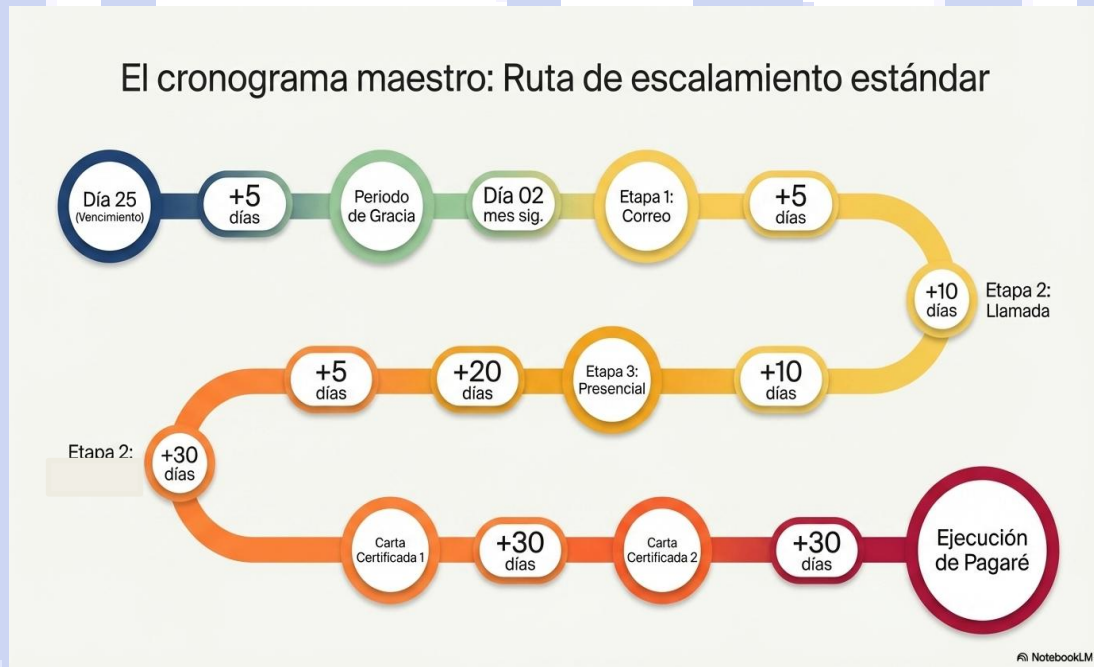 El cronograma maestro: Ruta de escalamiento estándar
Día 25
(Vencimiento)
+5
días
Periodo
de Gracia
Día 02
mes sig.
Etapa 1:
Correo
+5
días
+10
días
Etapa 2:
Llamada
+10
días
Etapa 3:
Presencial
+20
días
+5
días
Etapa 2:
+30
días
Carta
Certificada 1
+30
días
Carta
Certificada 2
+30
días
Ejecución
de Pagaré
NotebookLM